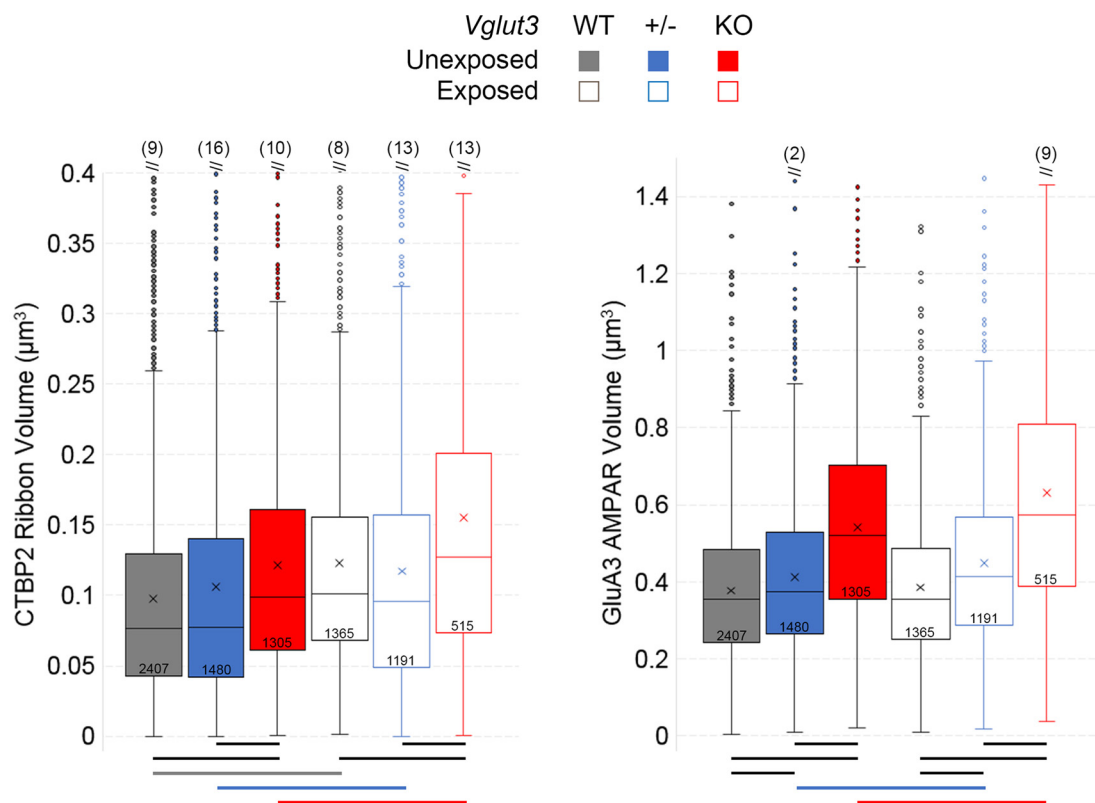 Vglut3 WT +/- KO
Unexposed
Exposed
(9) (16) (10) (8) (13) (13)
// // // // // //
CTBP2 Ribbon Volume (μm³)
0.4
0.35
0.3
0.25
0.2
0.15
0.1
0.05
0
2407 1480 1305 1365 1191 515
(2) (9)
// //
GluA3 AMPAR Volume (μm³)
1.4
1.2
1
0.8
0.6
0.4
0.2
0
2407 1480 1305 1365 1191 515